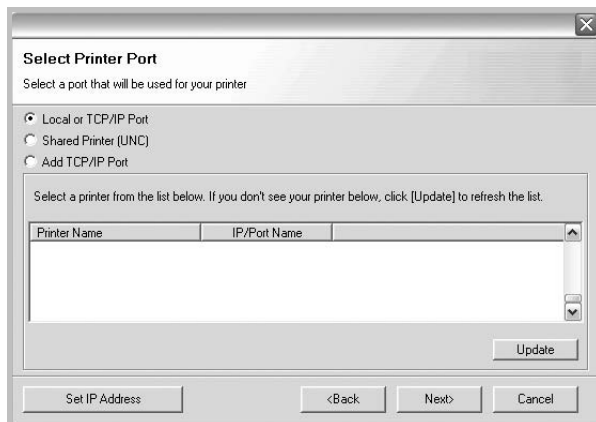 Select Printer Port
Select a port that will be used for your printer
Local or TCP/IP Port
Shared Printer (UNC)
Add TCP/IP Port
Select a printer from the list below. If you don't see your printer below, click [Update] to refresh the list.
Printer Name IP/Port Name
Update
Set IP Address <Back Next> Cancel